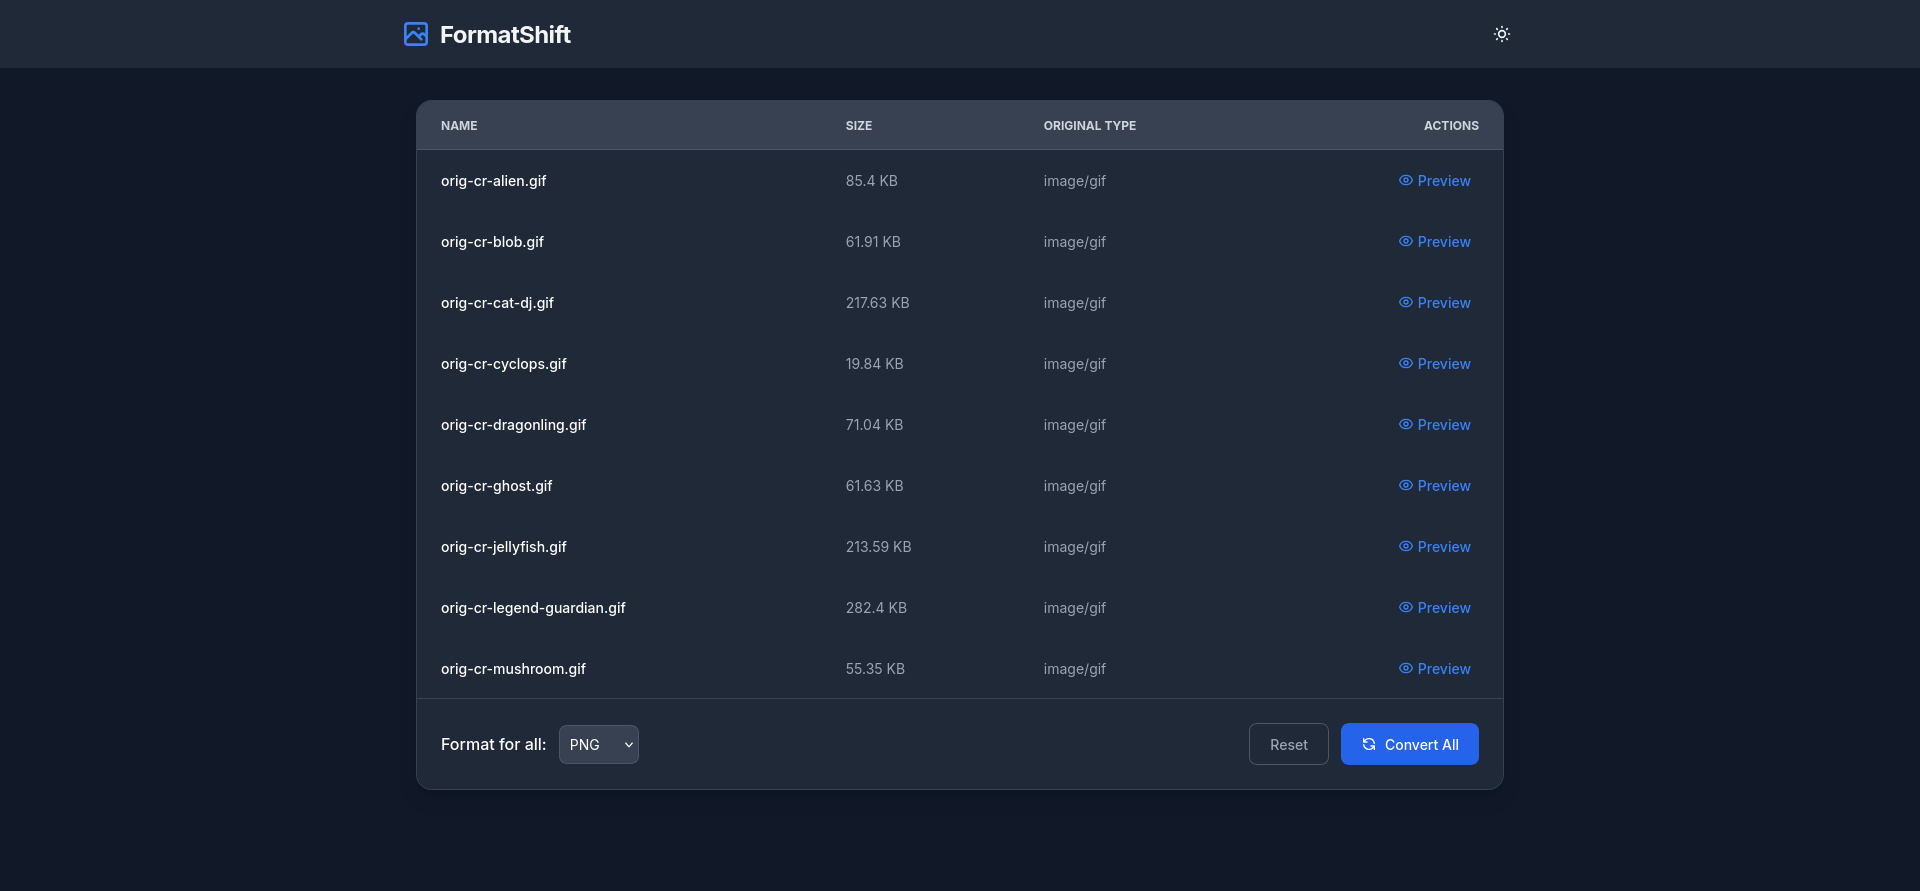 FormatShift
NAME SIZE ORIGINAL TYPE ACTIONS
orig-cr-alien.gif 85.4 KB image/gif Preview
orig-cr-blob.gif 61.91 KB image/gif Preview
orig-cr-cat-dj.gif 217.63 KB image/gif Preview
orig-cr-cyclops.gif 19.84 KB image/gif Preview
orig-cr-dragonling.gif 71.04 KB image/gif Preview
orig-cr-ghost.gif 61.63 KB image/gif Preview
orig-cr-jellyfish.gif 213.59 KB image/gif Preview
orig-cr-legend-guardian.gif 282.4 KB image/gif Preview
orig-cr-mushroom.gif 55.35 KB image/gif Preview
Format for all: PNG Reset Convert All